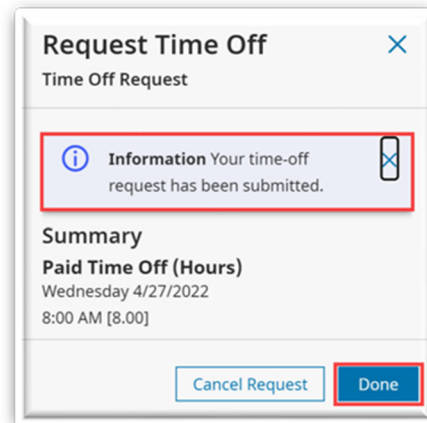 Request Time Off
Time Off Request
Information Your time-off
request has been submitted.
Summary
Paid Time Off (Hours)
Wednesday 4/27/2022
8:00 AM [8.00]
Cancel Request
Done